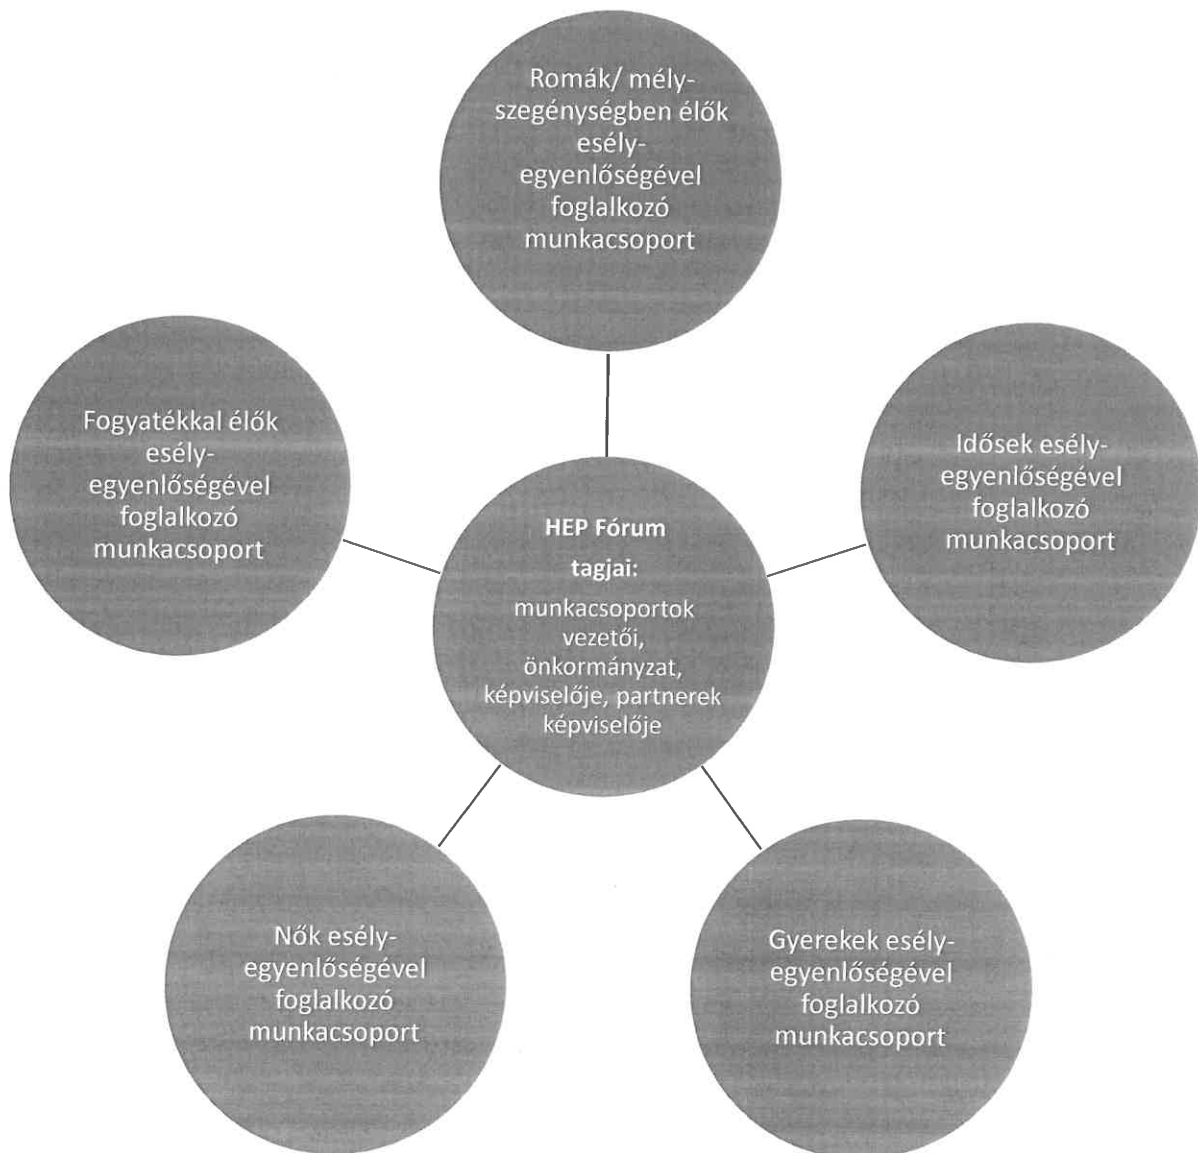 Romák/ mély-
szegénységben élők
esély-
egyenlőségével
foglalkozó
munkacsoport
Fogyatékkal élők
esély-
egyenlőségével
foglalkozó
munkacsoport
Idősek esély-
egyenlőségével
foglalkozó
munkacsoport
HEP Fórum
tagjai:
munkacsoportok
vezetői,
önkormányzat,
képviselője, partnerek
képviselője
Nők esély-
egyenlőségével
foglalkozó
munkacsoport
Gyerekek esély-
egyenlőségével
foglalkozó
munkacsoport